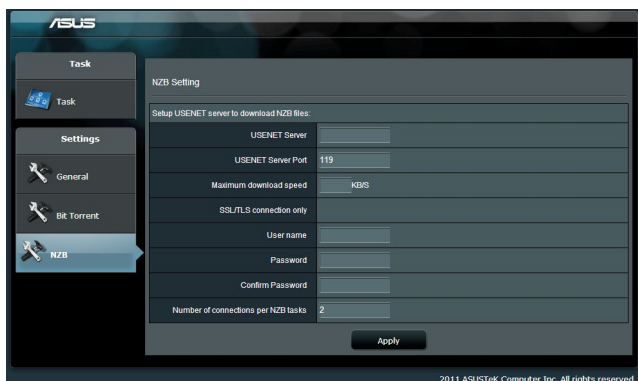 ASUS
Task
Task
Settings
General
Bit Torrent
NZB
NZB Setting
Setup USENET server to download NZB files:
USENET Server
USENET Server Port 119
Maximum download speed KB/S
SSL/TLS connection only
User name
Password
Confirm Password
Number of connections per NZB tasks 2
Apply
2011 ASUSTeK Computer Inc. All rights reserved